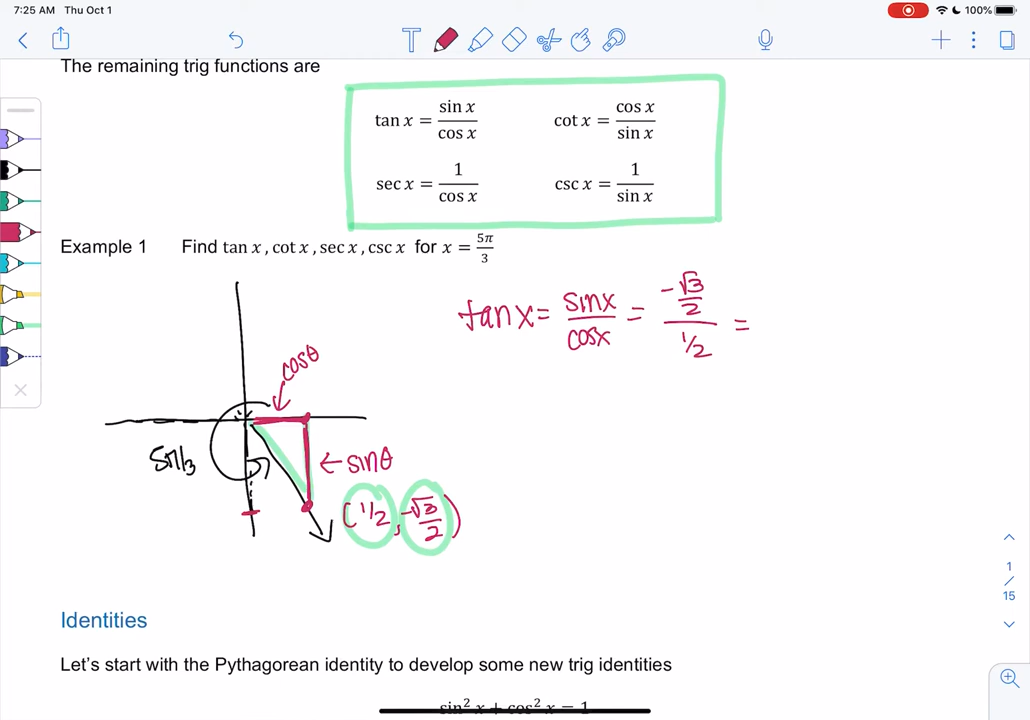 7:25 AM Thu Oct 1
100%
The remaining trig functions are
tan x = sin x / cos x
cot x = cos x / sin x
sec x = 1 / cos x
csc x = 1 / sin x
Example 1 Find tan x , cot x , sec x , csc x for x = 5π/3
tan x = sin x / cos x = (-√3/2) / (1/2) =
cosθ
5π/3
← sinθ
(1/2, -√3/2)
Identities
Let's start with the Pythagorean identity to develop some new trig identities
sin² x + cos² x = 1
1
/
15